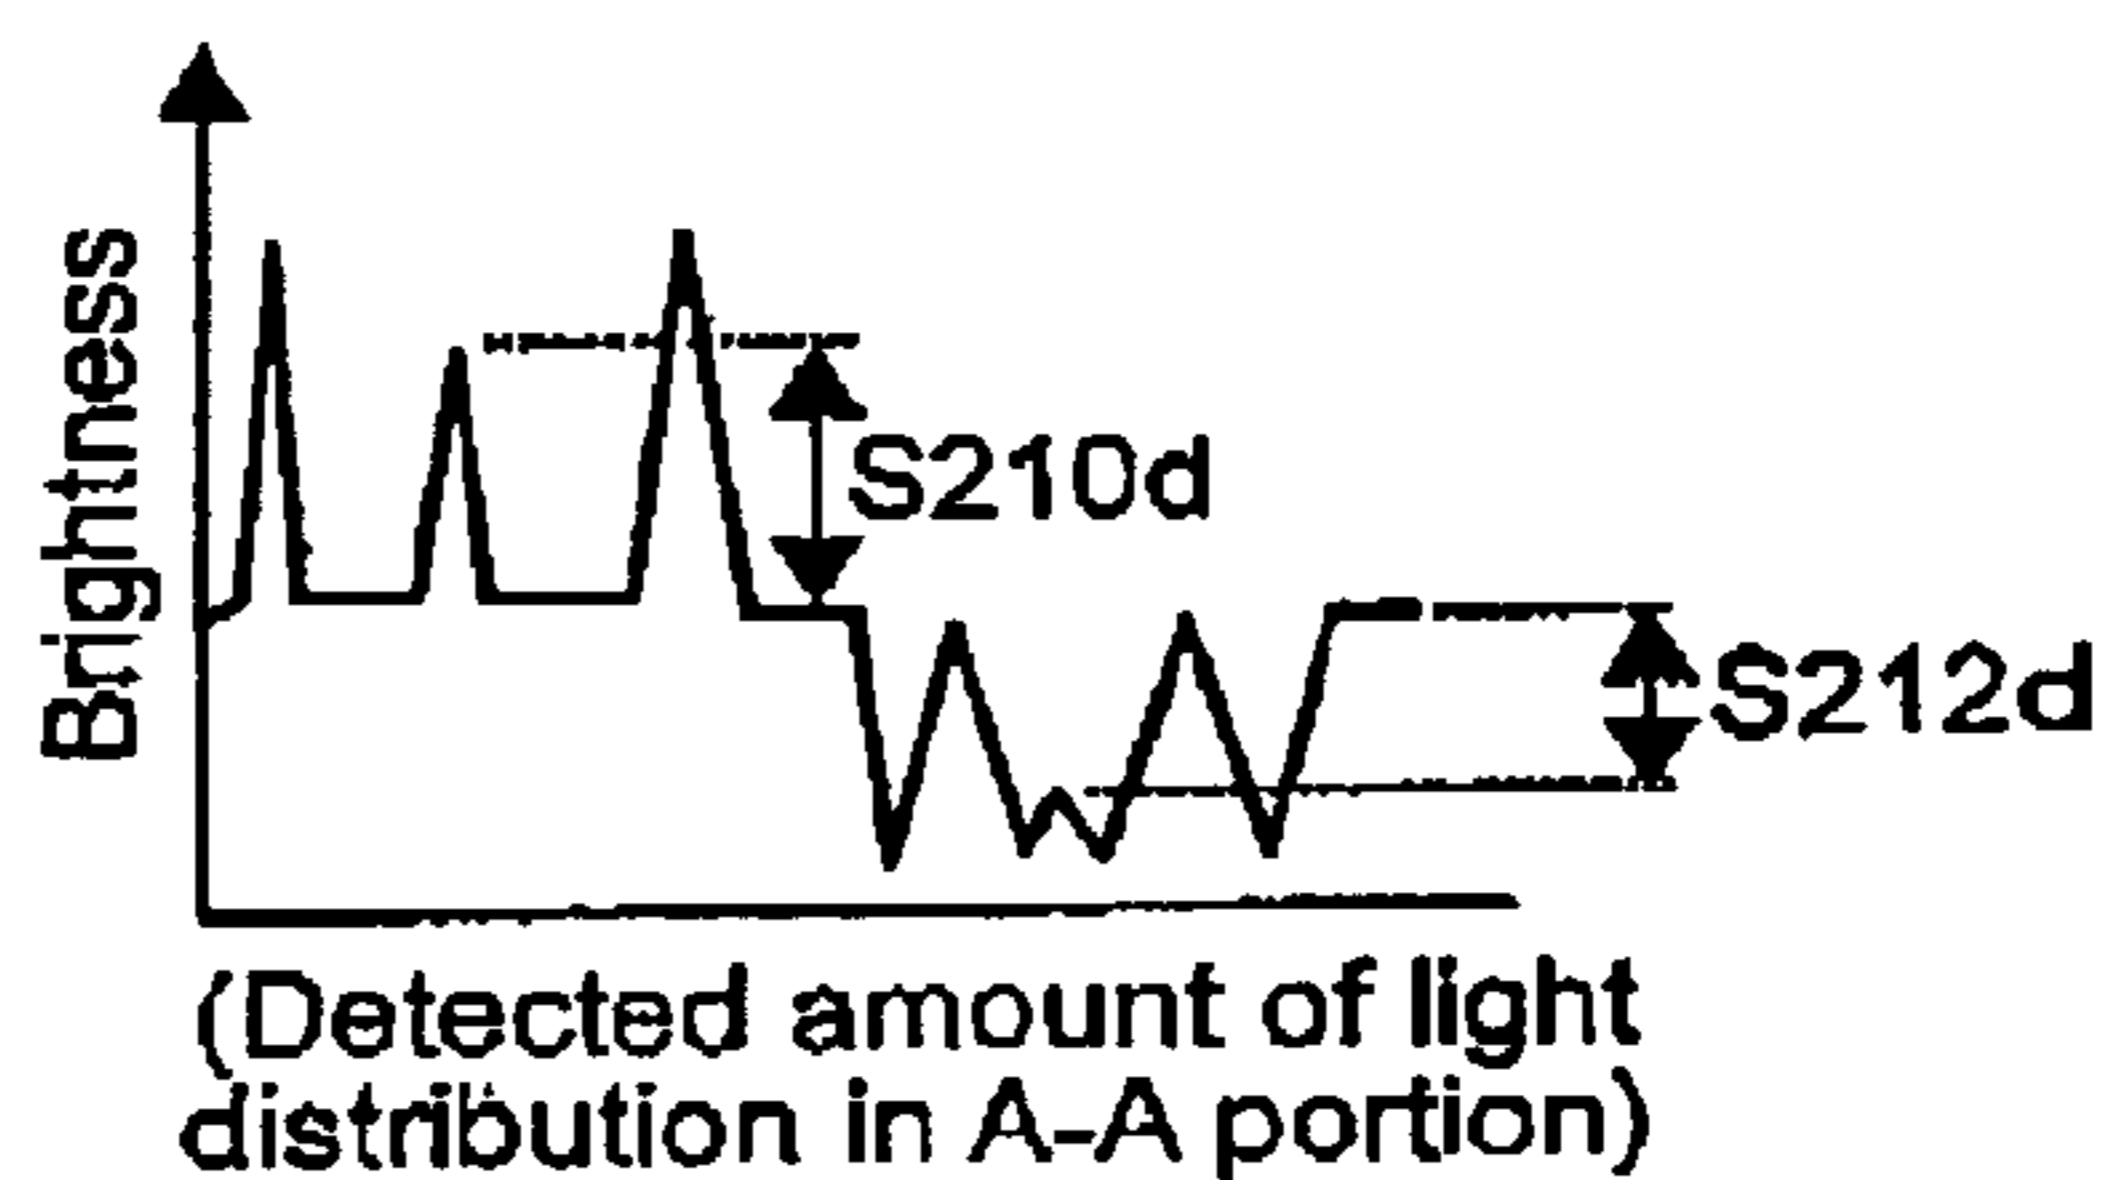 Brightness
S210d
S212d
(Detected amount of light
distribution in A-A portion)